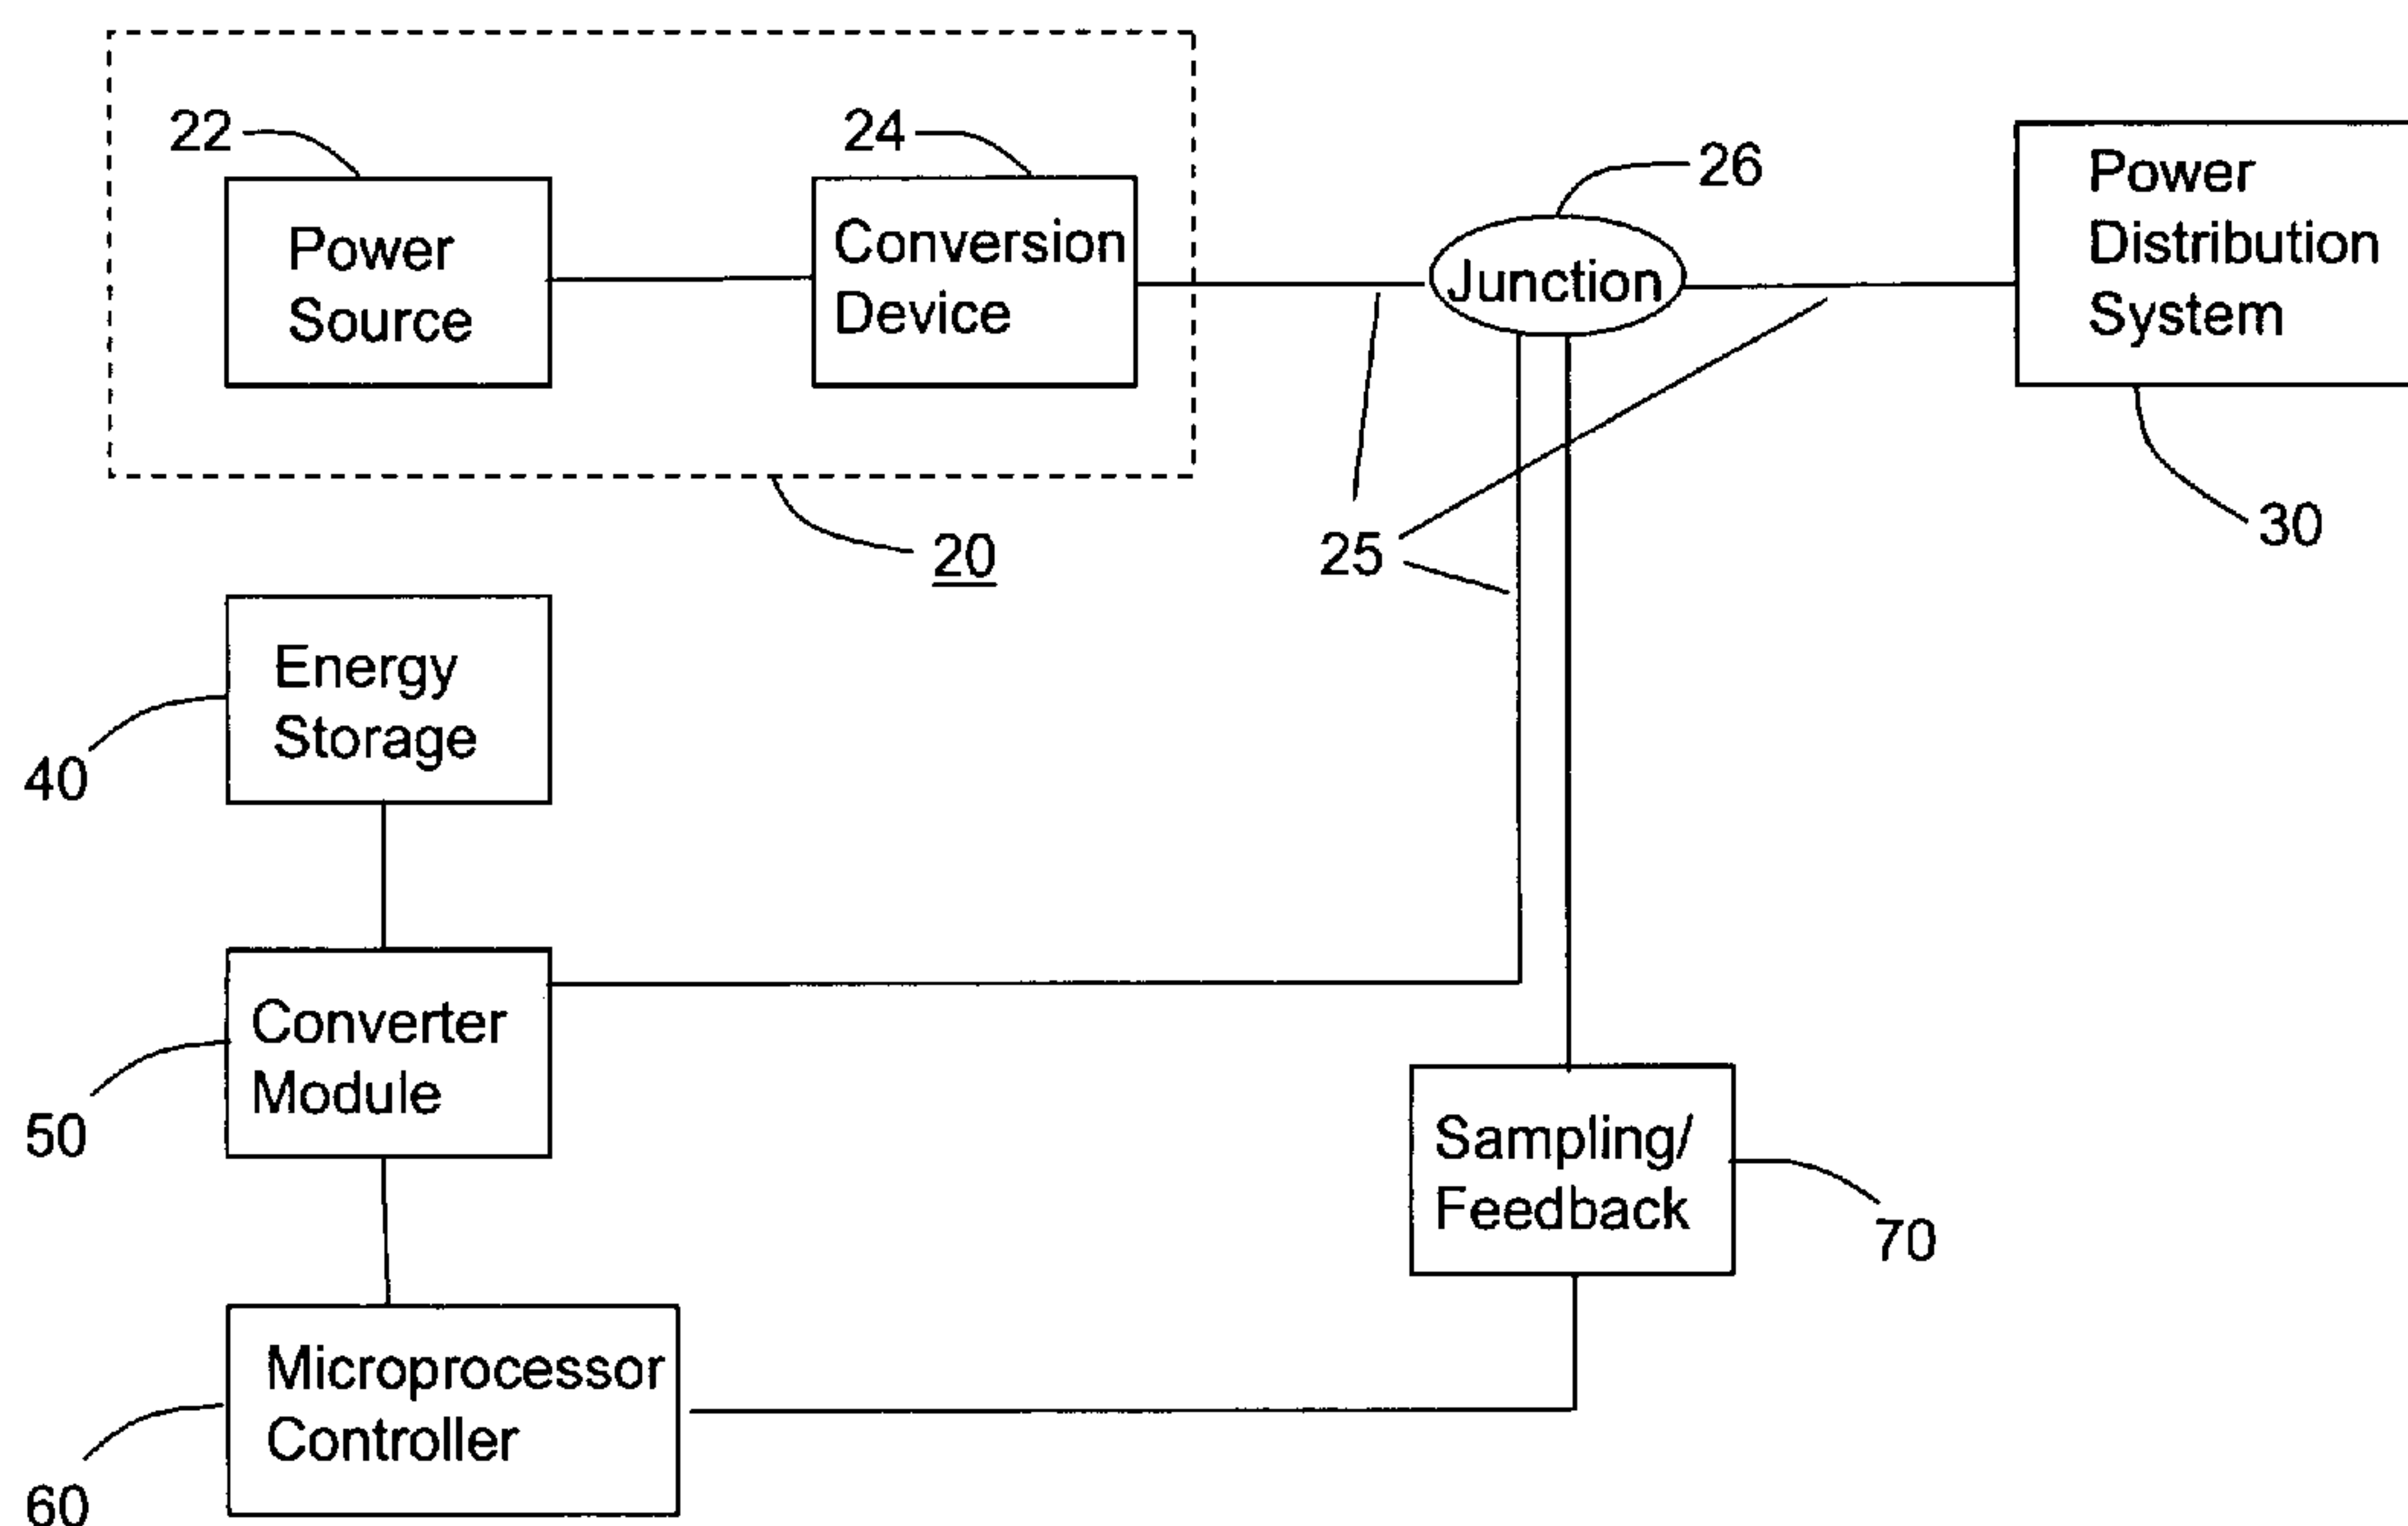 22
24
26
Power
Source
Conversion
Device
Junction
Power
Distribution
System
20
25
30
Energy
Storage
40
Converter
Module
50
Sampling/
Feedback
70
Microprocessor
Controller
60